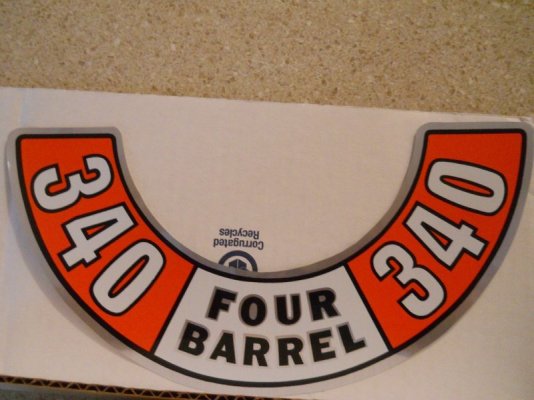 340
FOUR
BARREL
340
Corrugated
Recycles